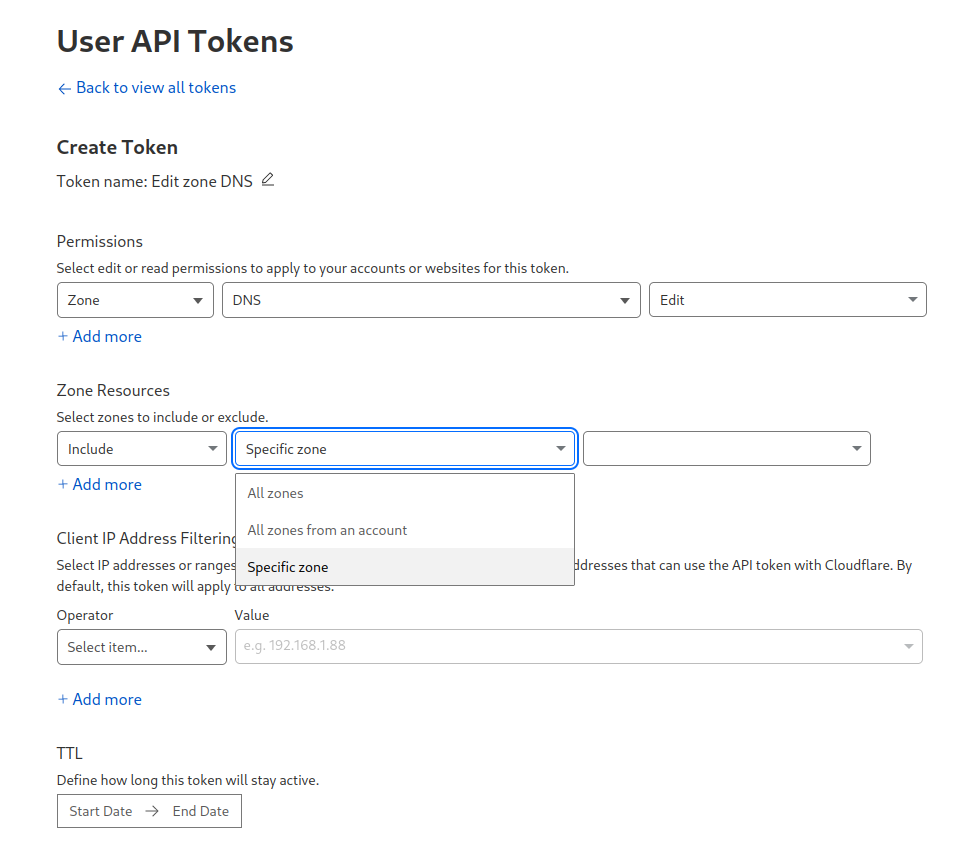 User API Tokens
← Back to view all tokens
Create Token
Token name: Edit zone DNS
Permissions
Select edit or read permissions to apply to your accounts or websites for this token.
Zone DNS Edit
+ Add more
Zone Resources
Select zones to include or exclude.
Include Specific zone
+ Add more
All zones
All zones from an account
Specific zone
Client IP Address Filtering
Select IP addresses or ranges ddresses that can use the API token with Cloudflare. By
default, this token will apply to all addresses.
Operator Value
Select item... e.g. 192.168.1.88
+ Add more
TTL
Define how long this token will stay active.
Start Date → End Date